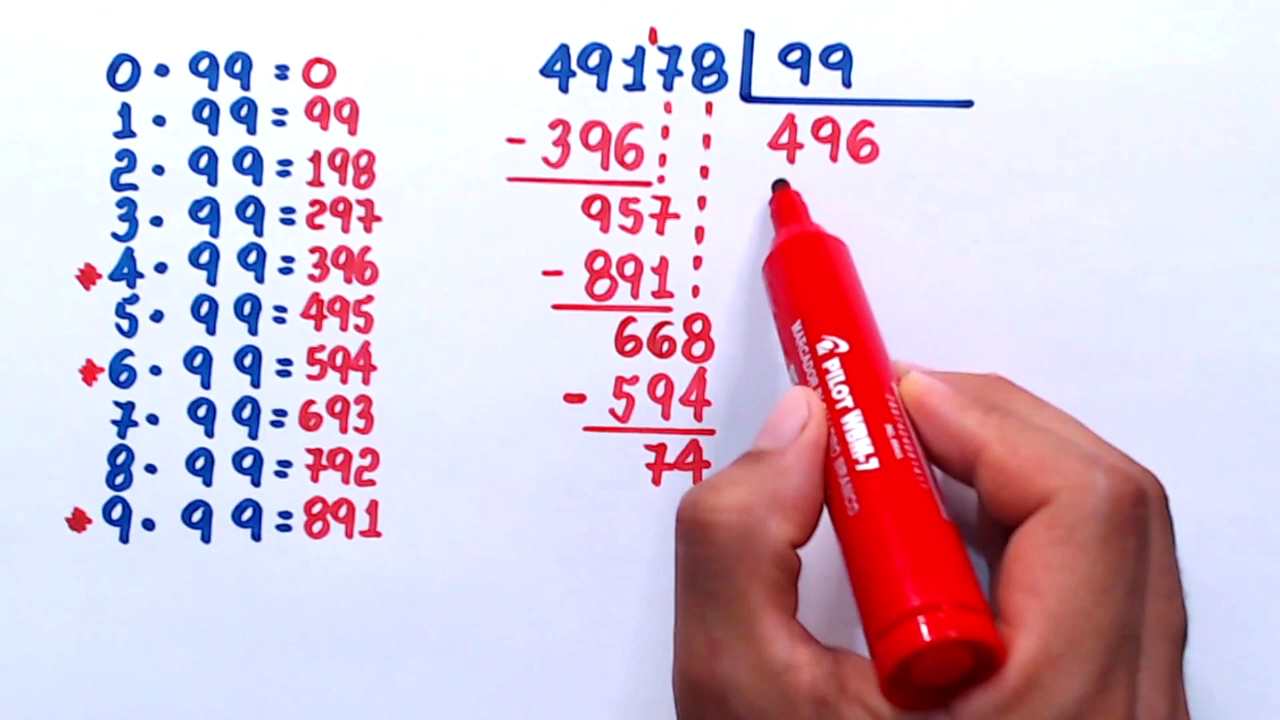 0 · 99 = 0
1 · 99 = 99
2 · 99 = 198
3 · 99 = 297
* 4 · 99 = 396
5 · 99 = 495
* 6 · 99 = 594
7 · 99 = 693
8 · 99 = 792
* 9 · 99 = 891
49178 99
- 396 496
957
- 891
668
- 594
74
PILOT WBM-7